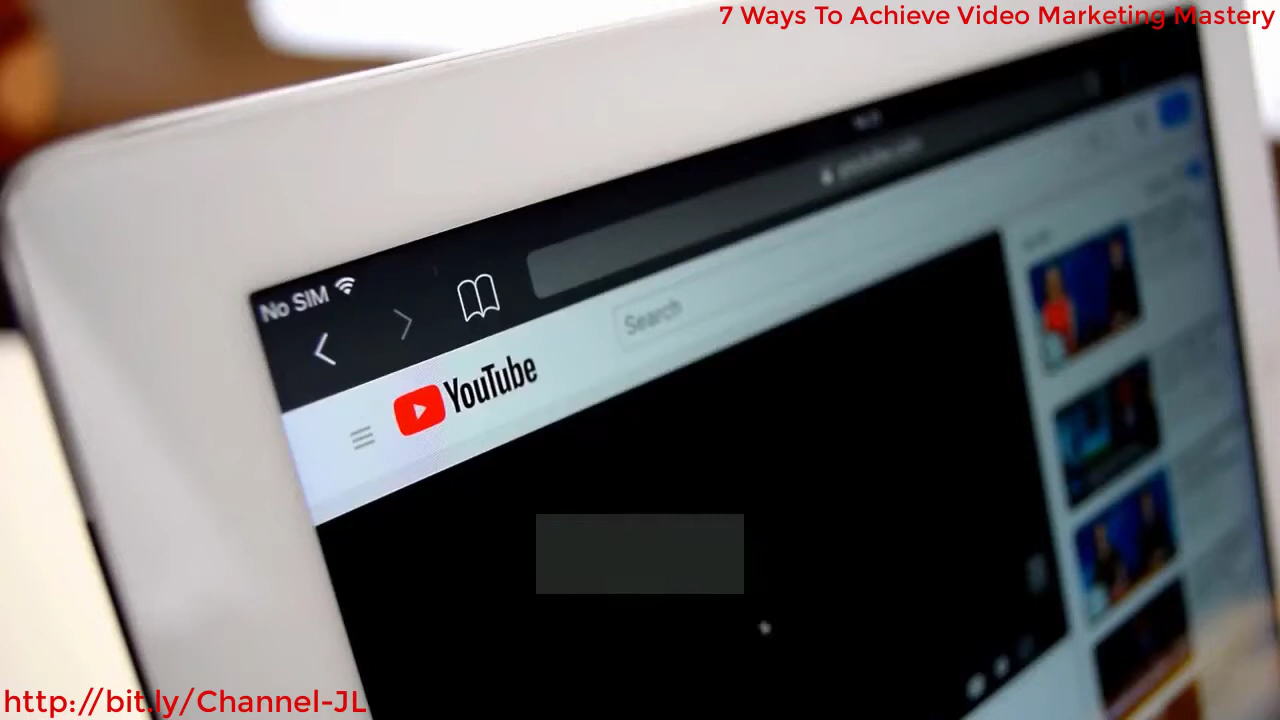 7 Ways To Achieve Video Marketing Mastery
No SIM
Search
YouTube
http://bit.ly/Channel-JL